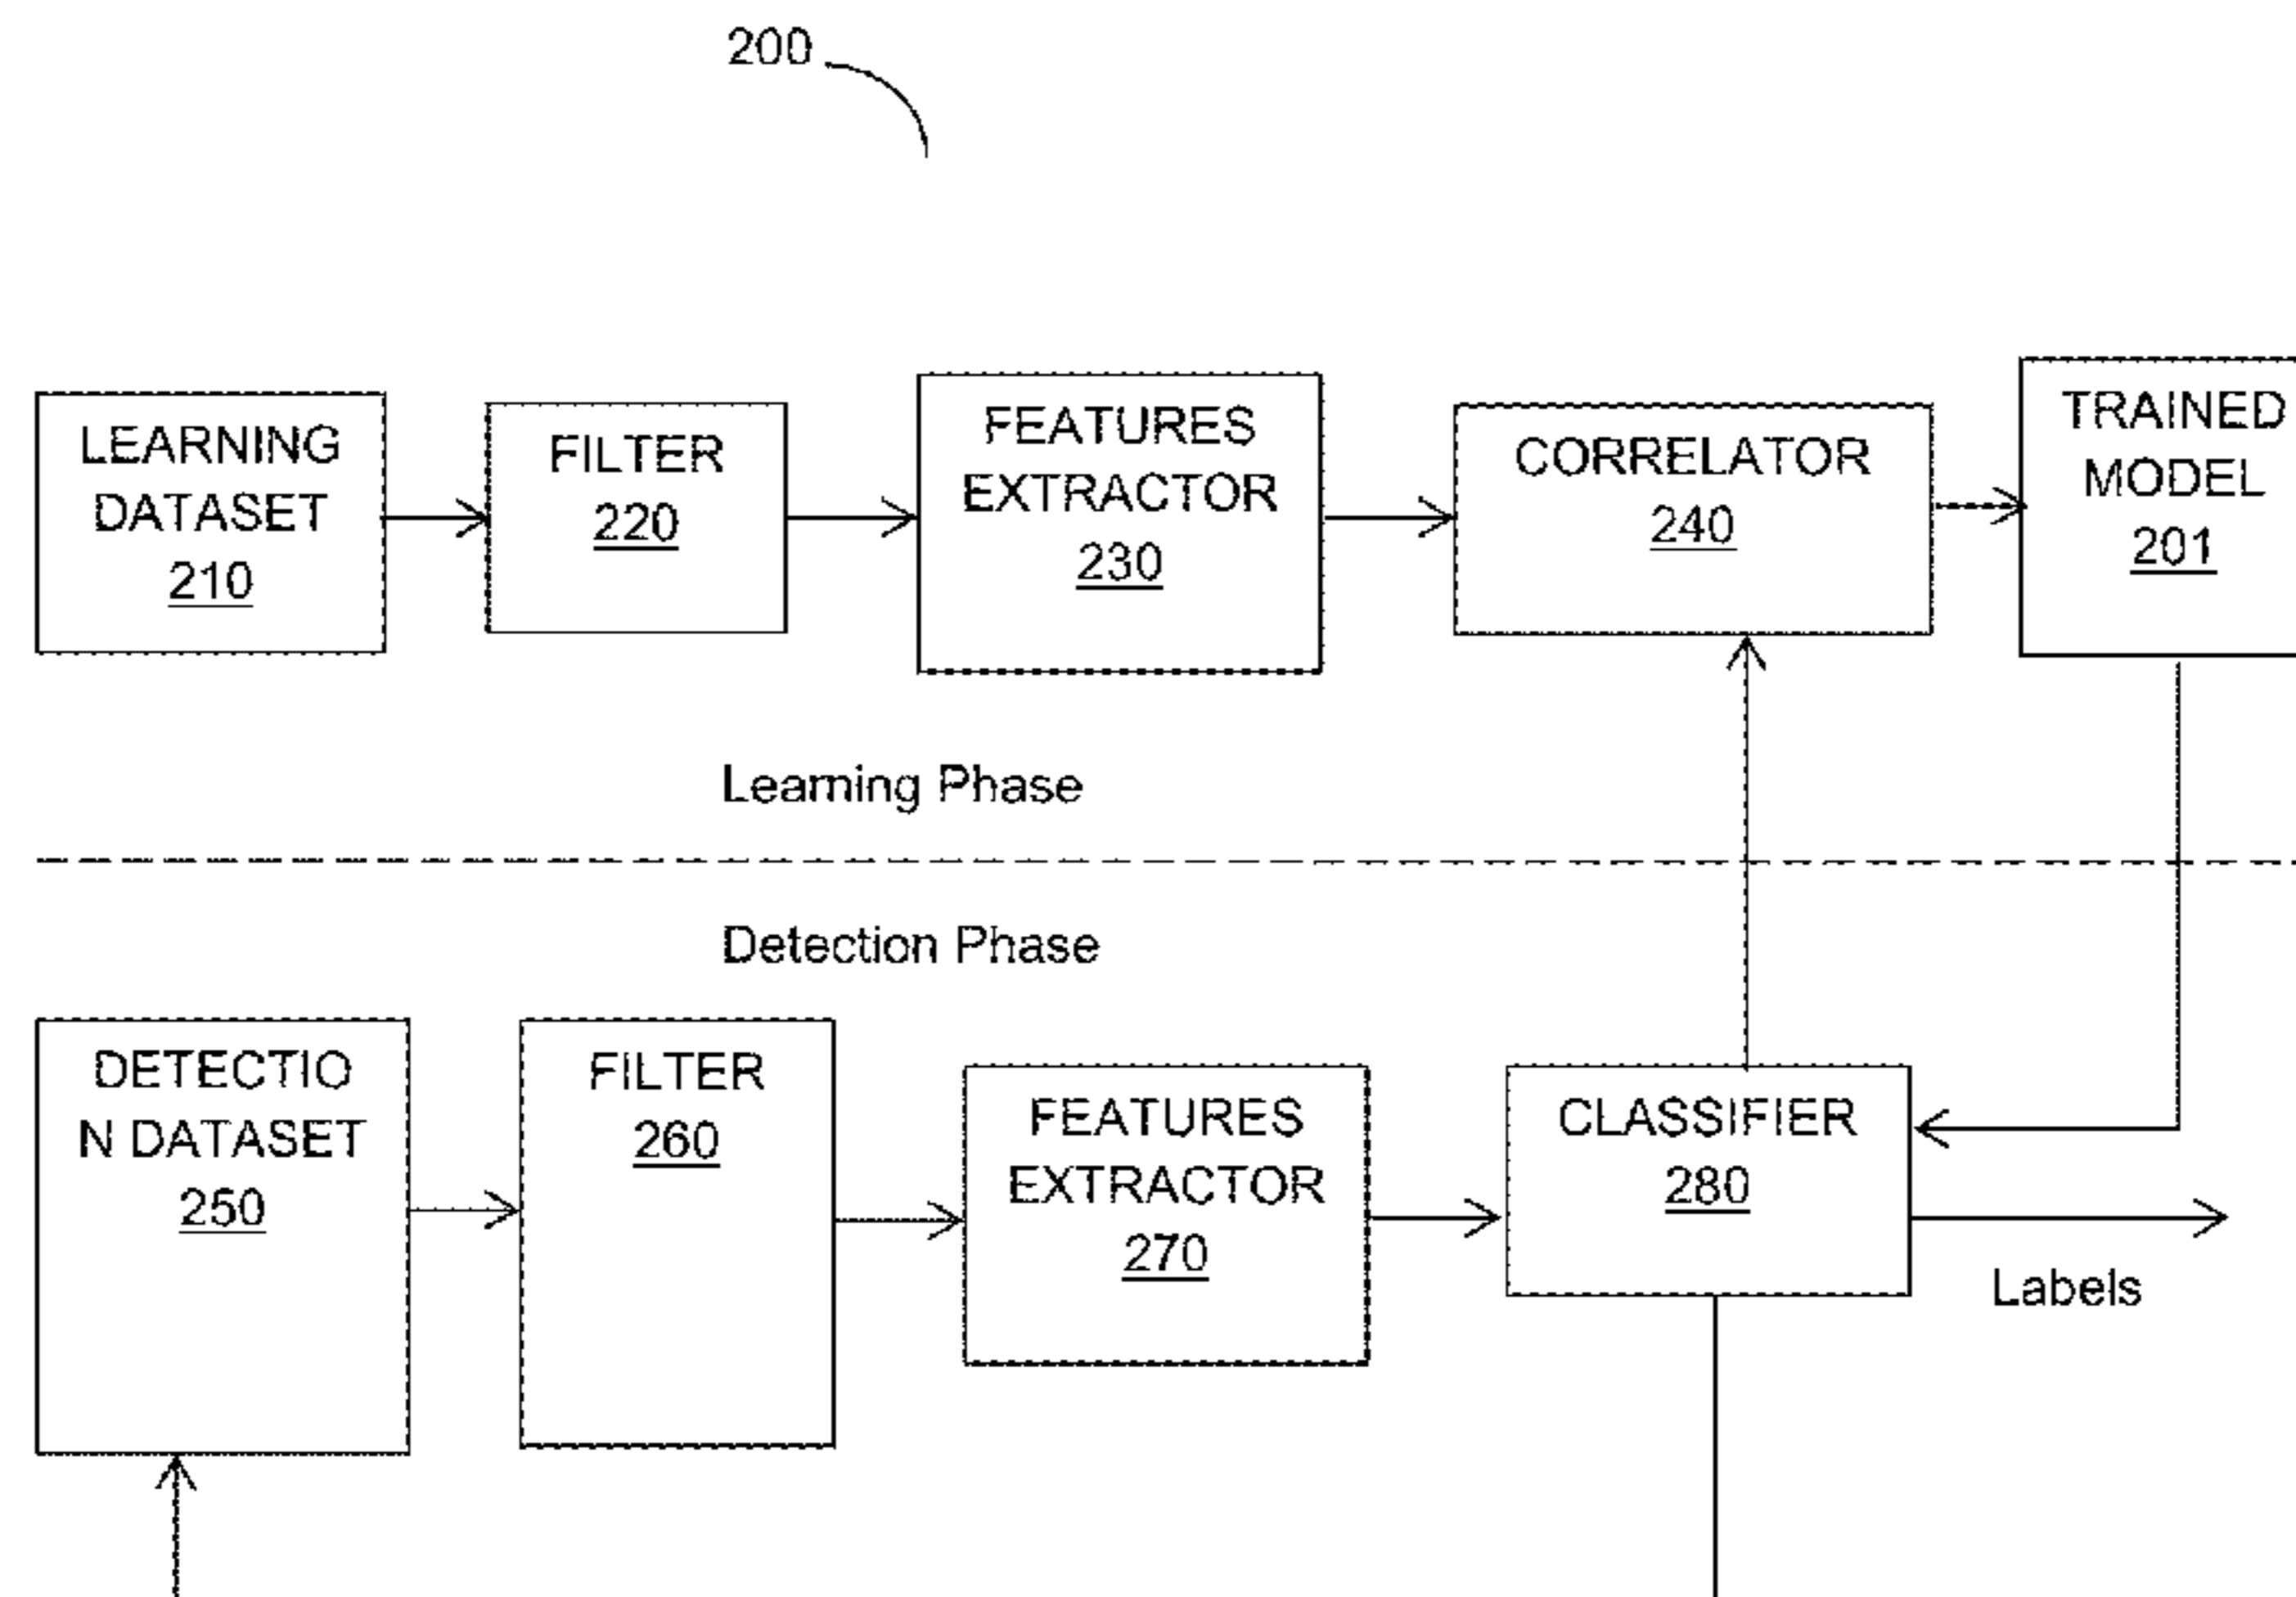 200
LEARNING
DATASET
210
FILTER
220
FEATURES
EXTRACTOR
230
CORRELATOR
240
TRAINED
MODEL
201
Learning Phase
Detection Phase
DETECTIO
N DATASET
250
FILTER
260
FEATURES
EXTRACTOR
270
CLASSIFIER
280
Labels